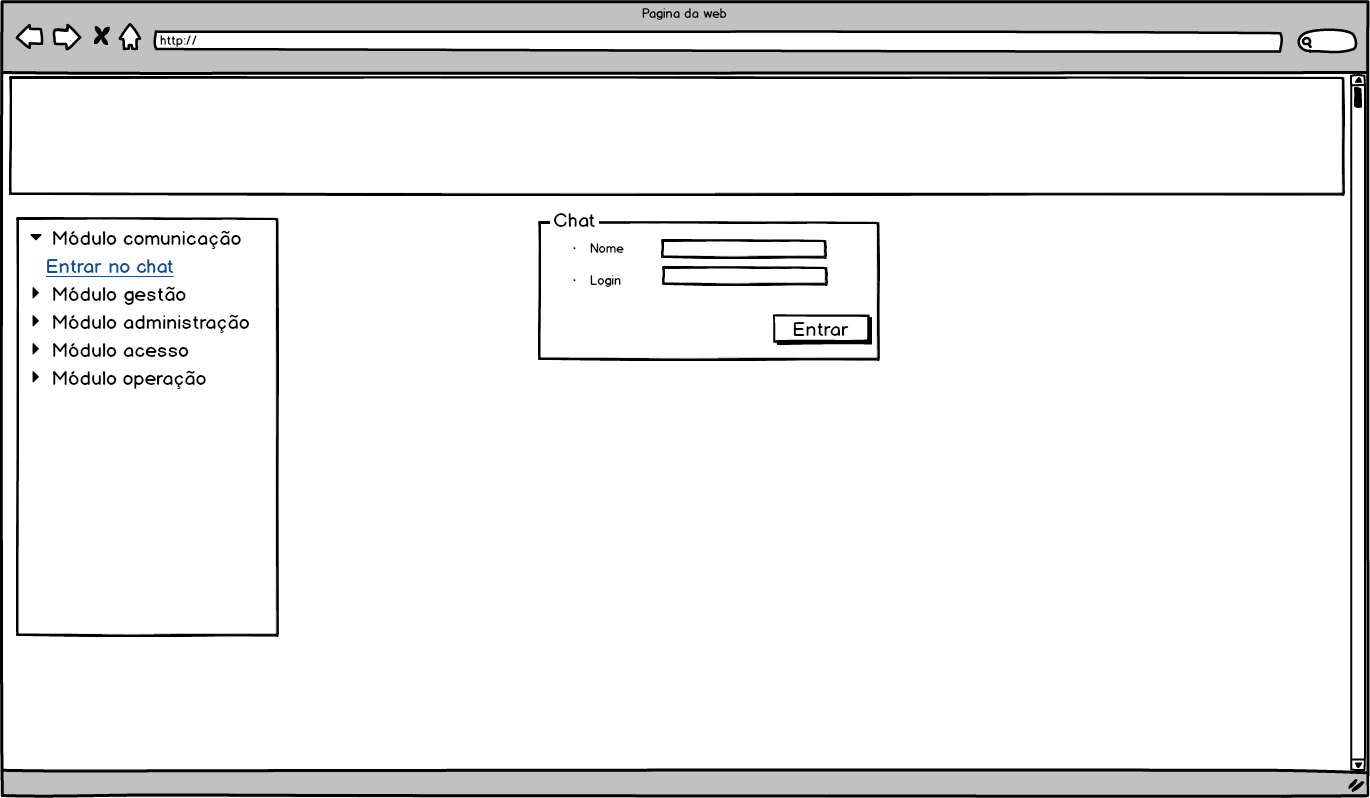 Pagina da web
http://
Módulo comunicação
Entrar no chat
Módulo gestão
Módulo administração
Módulo acesso
Módulo operação
Chat
Nome
Login
Entrar